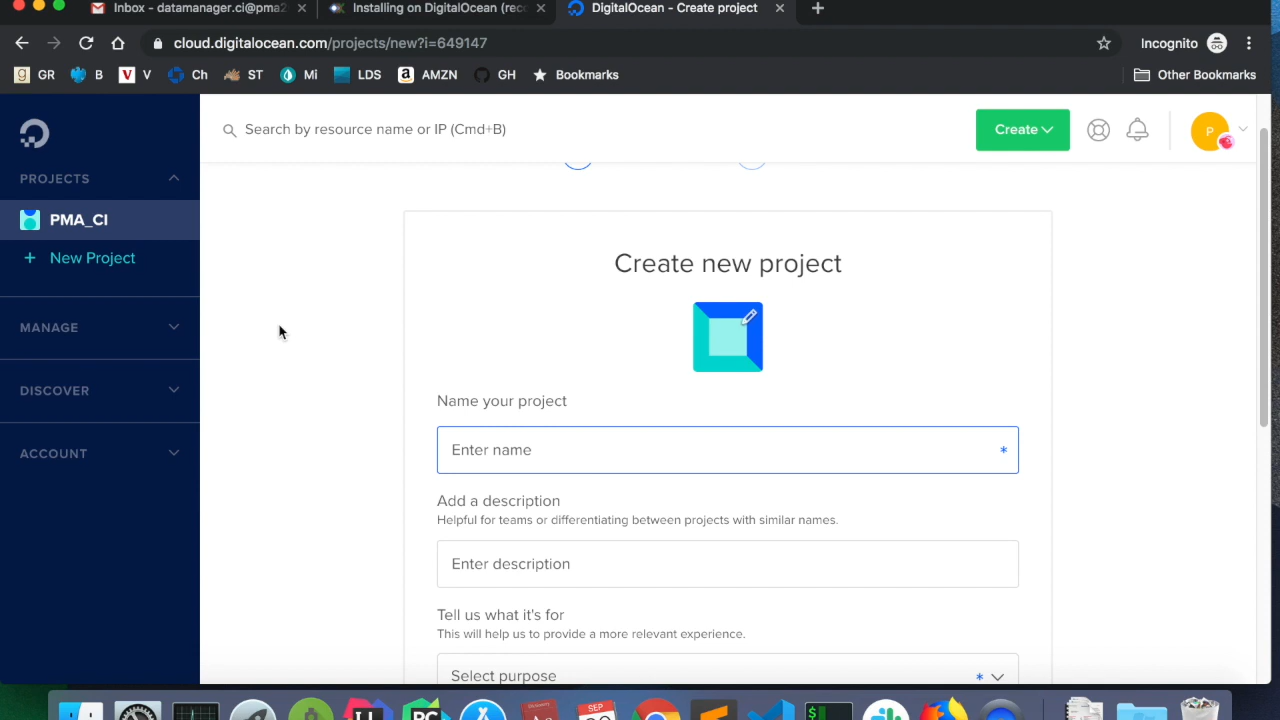 Inbox - datamanager.ci@pma2
Installing on DigitalOcean (reco
DigitalOcean - Create project
cloud.digitalocean.com/projects/new?i=649147
Incognito
GR
B
V
Ch
ST
Mi
LDS
AMZN
GH
Bookmarks
Other Bookmarks
Search by resource name or IP (Cmd+B)
Create
P
PROJECTS
PMA_CI
+ New Project
MANAGE
DISCOVER
ACCOUNT
Create new project
Name your project
Enter name *
Add a description
Helpful for teams or differentiating between projects with similar names.
Enter description
Tell us what it's for
This will help us to provide a more relevant experience.
Select purpose *
PC
SEP